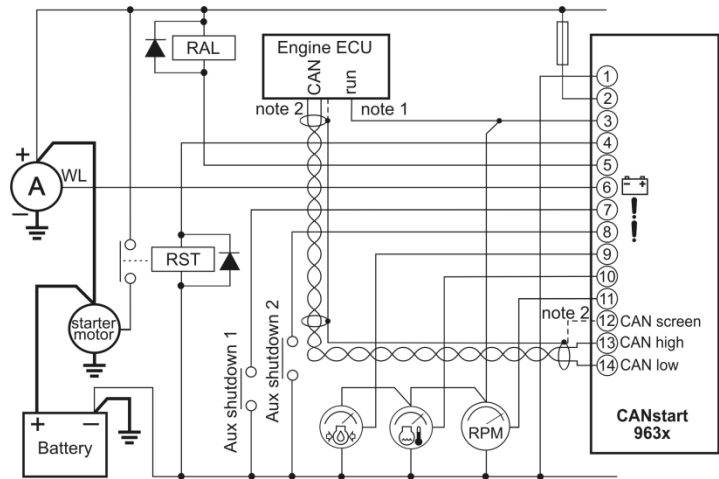 RAL
Engine ECU
CAN
run
note 2
note 1
1
2
3
4
5
6
7
8
9
10
11
12 CAN screen
13 CAN high
14 CAN low
note 2
+
A
WL
−
RST
starter
motor
Aux shutdown 1
Aux shutdown 2
+ −
Battery
RPM
- +
!
!
CANstart
963x